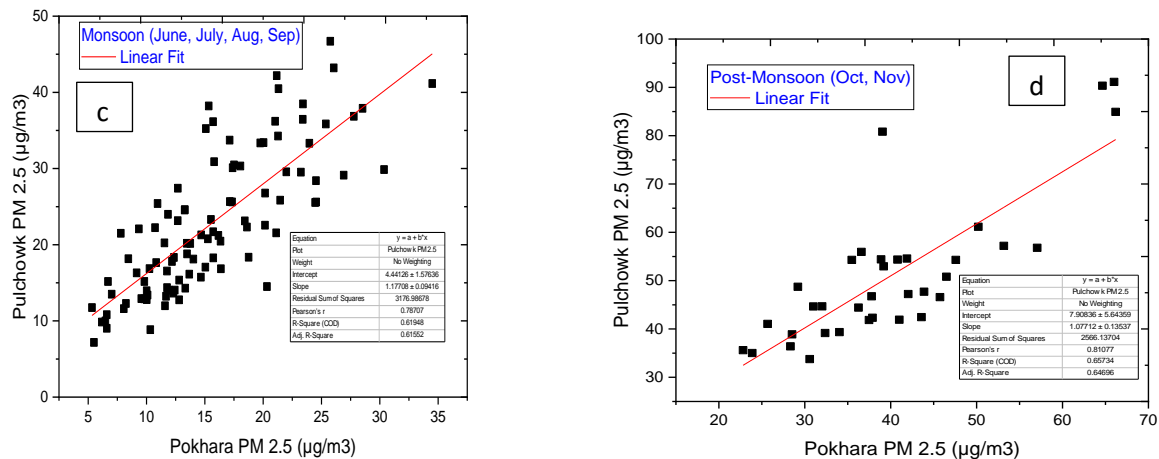 50
40
30
20
10
0
Pulchowk PM 2.5 (µg/m3)
Monsoon (June, July, Aug, Sep)
Linear Fit
c
Equation y = a + b*x
Plot Pulchowk PM2.5
Weight No Weighting
Intercept 4.44126 ± 1.57636
Slope 1.17708 ± 0.09416
Residual Sum of Squares 3176.98678
Pearson's r 0.78707
R-Square (COD) 0.61948
Adj. R-Square 0.61552
5 10 15 20 25 30 35
Pokhara PM 2.5 (µg/m3)
100
90
80
70
60
50
40
30
Pulchowk PM 2.5 (µg/m3)
Post-Monsoon (Oct, Nov)
Linear Fit
d
Equation y = a + b*x
Plot Pulchowk PM2.5
Weight No Weighting
Intercept 7.90836 ± 5.64359
Slope 1.07712 ± 0.13537
Residual Sum of Squares 2566.13704
Pearson's r 0.81077
R-Square (COD) 0.65734
Adj. R-Square 0.64696
20 30 40 50 60 70
Pokhara PM 2.5 (µg/m3)